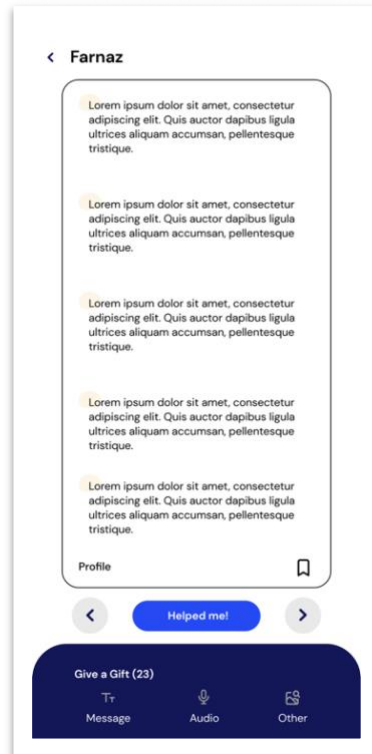 Farnaz
Lorem ipsum dolor sit amet, consectetur
adipiscing elit. Quis auctor dapibus ligula
ultrices aliquam accumsan, pellentesque
tristique.
Lorem ipsum dolor sit amet, consectetur
adipiscing elit. Quis auctor dapibus ligula
ultrices aliquam accumsan, pellentesque
tristique.
Lorem ipsum dolor sit amet, consectetur
adipiscing elit. Quis auctor dapibus ligula
ultrices aliquam accumsan, pellentesque
tristique.
Lorem ipsum dolor sit amet, consectetur
adipiscing elit. Quis auctor dapibus ligula
ultrices aliquam accumsan, pellentesque
tristique.
Lorem ipsum dolor sit amet, consectetur
adipiscing elit. Quis auctor dapibus ligula
ultrices aliquam accumsan, pellentesque
tristique.
Profile
Helped me!
Give a Gift (23)
Message Audio Other